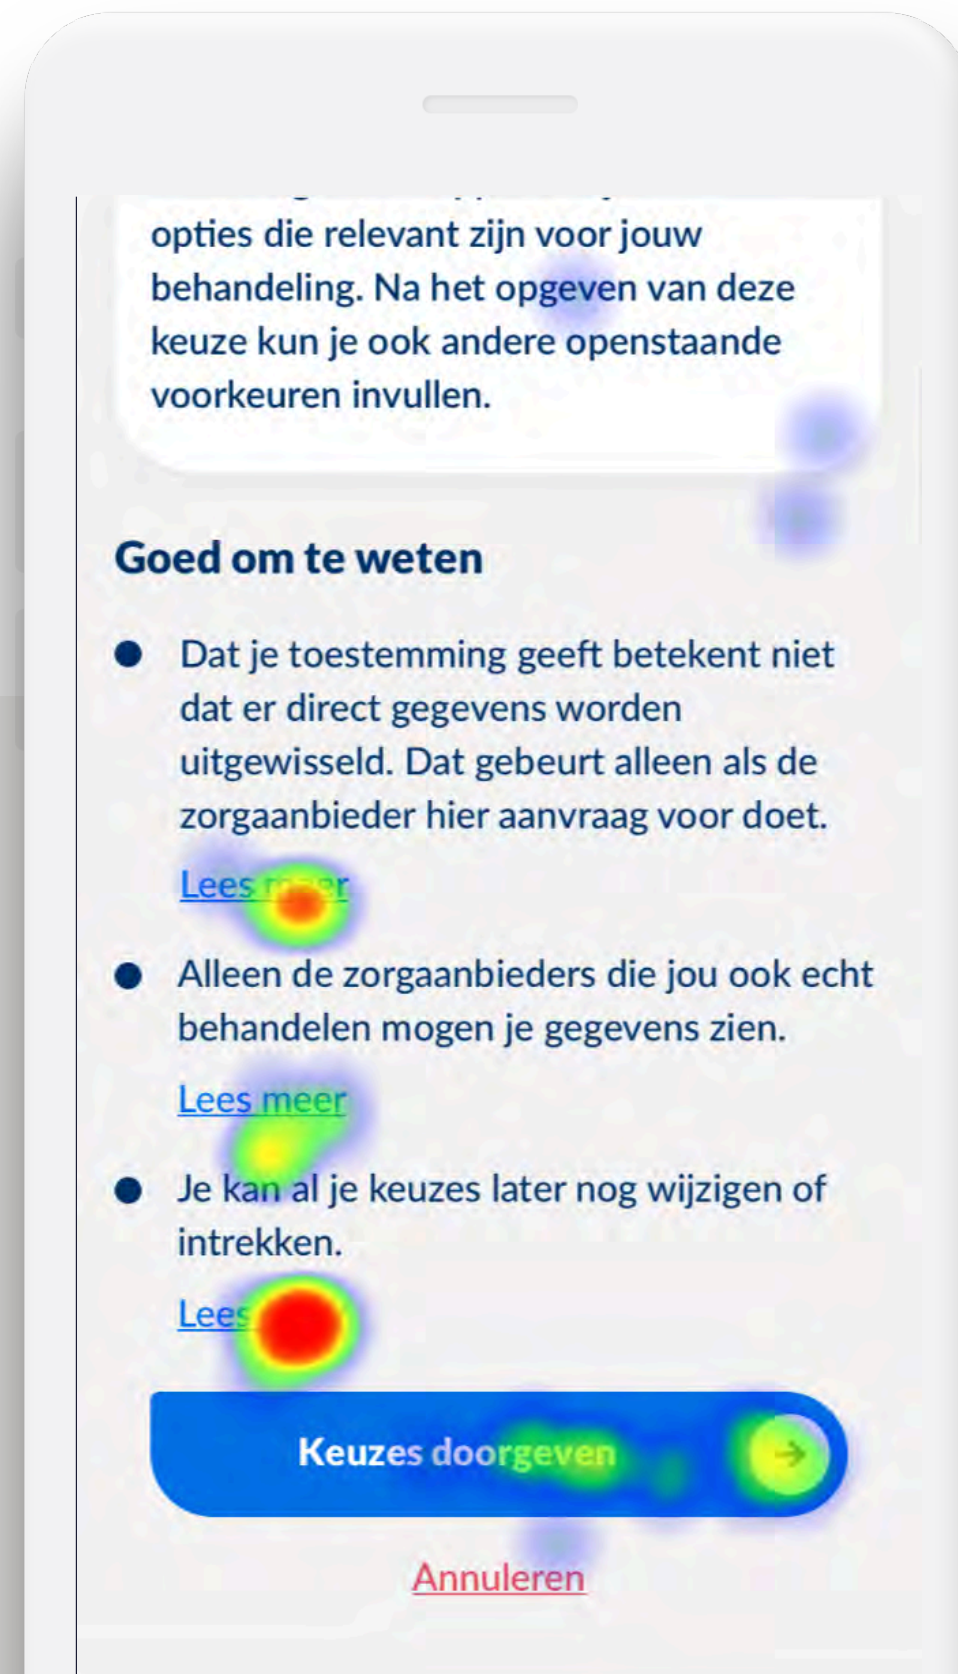 opties die relevant zijn voor jouw
behandeling. Na het opgeven van deze
keuze kun je ook andere openstaande
voorkeuren invullen.
Goed om te weten
Dat je toestemming geeft betekent niet
dat er direct gegevens worden
uitgewisseld. Dat gebeurt alleen als de
zorgaanbieder hier aanvraag voor doet.
Lees meer
Alleen de zorgaanbieders die jou ook echt
behandelen mogen je gegevens zien.
Lees meer
Je kan al je keuzes later nog wijzigen of
intrekken.
Lees
Keuzes doorgeven
Annuleren